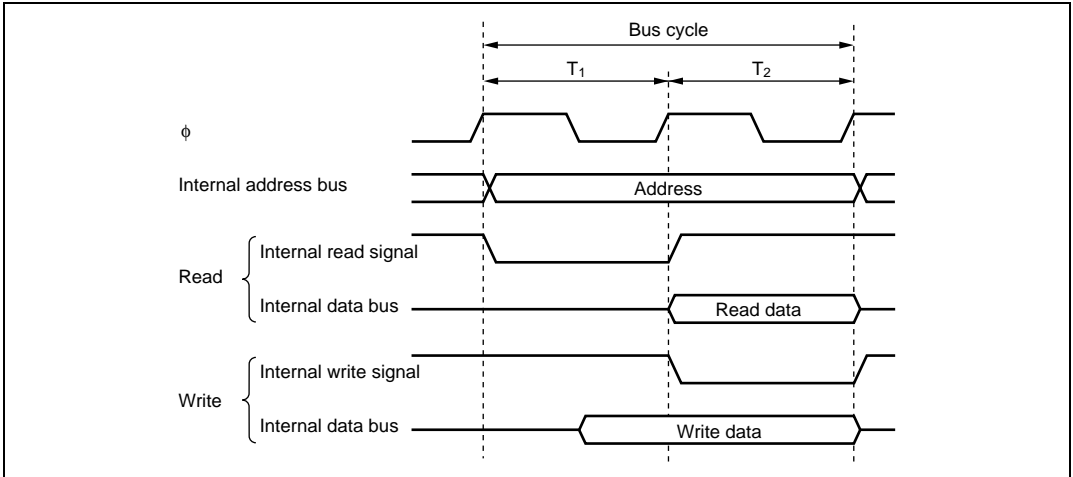 Bus cycle
T1 T2
φ
Internal address bus Address
Internal read signal
Read
Internal data bus Read data
Internal write signal
Write
Internal data bus Write data